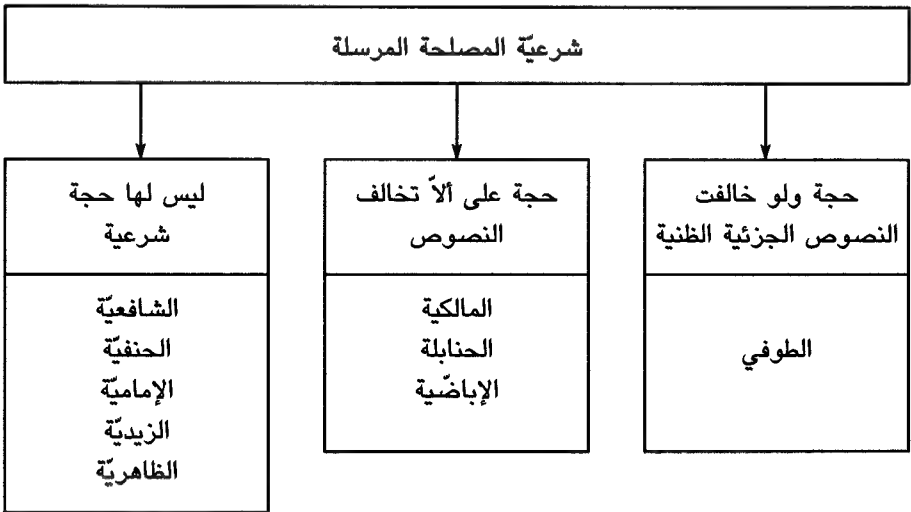 شرعيّة المصلحة المرسلة
حجة ولو خالفت
النصوص الجزئية الظنية
الطوفي
حجة على ألاّ تخالف
النصوص
المالكية
الحنابلة
الإباضّية
ليس لها حجة
شرعية
الشافعيّة
الحنفيّة
الإماميّة
الزيديّة
الظاهريّة